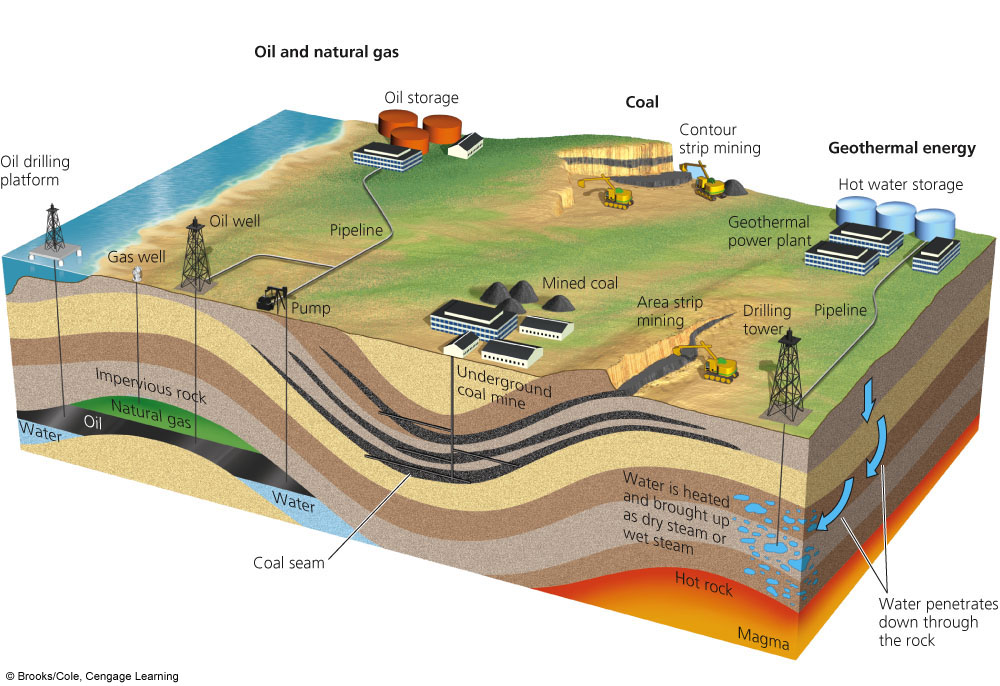 Oil and natural gas
Oil storage
Coal
Contour
strip mining
Geothermal energy
Oil drilling
platform
Hot water storage
Oil well
Pipeline
Geothermal
power plant
Gas well
Mined coal
Pump
Area strip
mining
Drilling
tower
Pipeline
Underground
coal mine
Impervious rock
Natural gas
Oil
Water
Water
Water is heated
and brought up
as dry steam or
wet steam
Coal seam
Hot rock
Magma
Water penetrates
down through
the rock
© Brooks/Cole, Cengage Learning